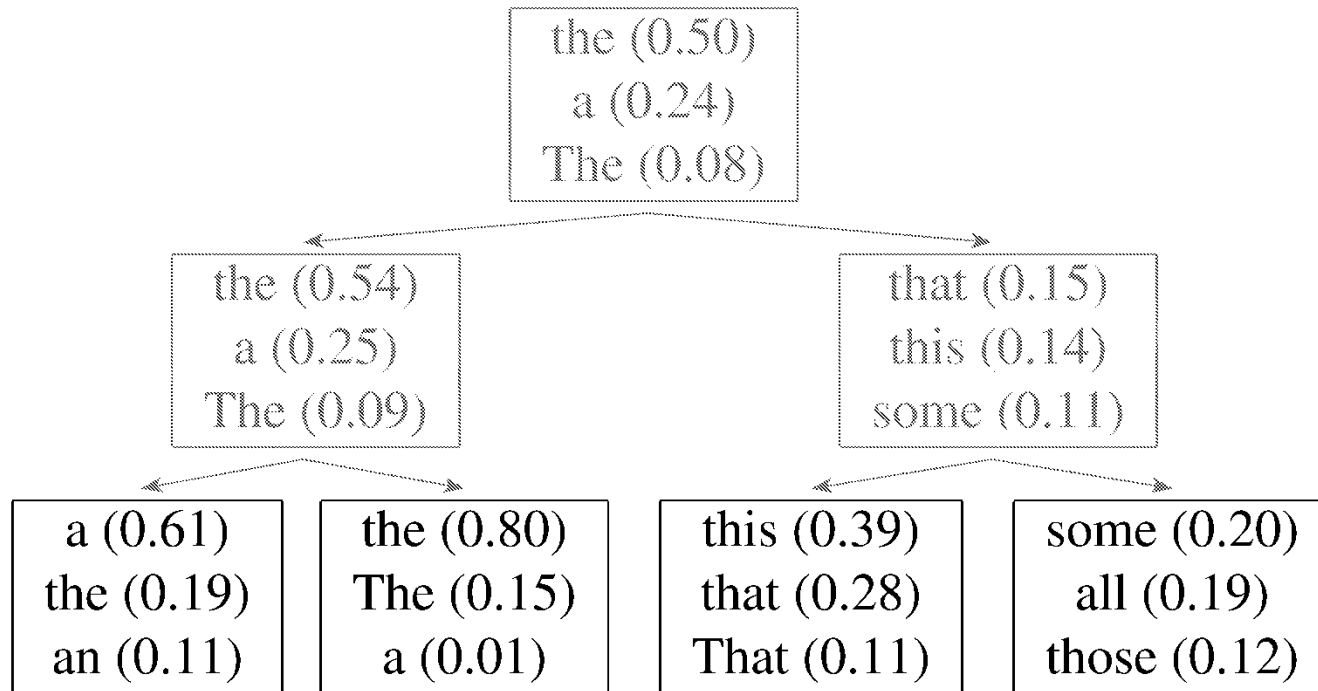 the (0.50)
a (0.24)
The (0.08)
the (0.54)
a (0.25)
The (0.09)
that (0.15)
this (0.14)
some (0.11)
a (0.61)
the (0.19)
an (0.11)
the (0.80)
The (0.15)
a (0.01)
this (0.39)
that (0.28)
That (0.11)
some (0.20)
all (0.19)
those (0.12)